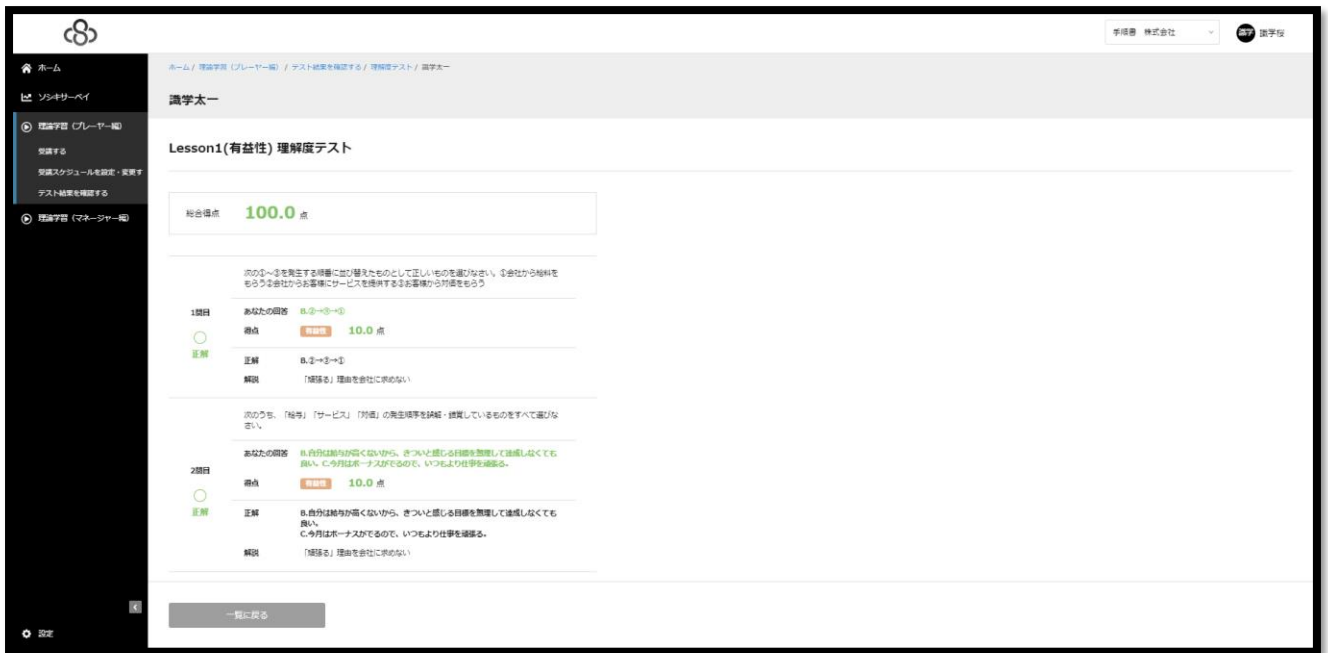 手順書 株式会社
識学 識学桜
ホーム
ソシキサーベイ
理論学習（プレーヤー編）
受講する
受講スケジュールを設定・変更す
テスト結果を確認する
理論学習（マネージャー編）
設定
ホーム / 理論学習（プレーヤー編） / テスト結果を確認する / 理解度テスト / 識学太一
識学太一
Lesson1(有益性) 理解度テスト
総合得点 100.0 点
次の①～③を発生する順番に並び替えたものとして正しいものを選びなさい。①会社から給料を
もらう②会社からお客様にサービスを提供する③お客様から対価をもらう
1問目
正解
あなたの回答 B.②→③→①
得点 有益性 10.0 点
正解 B.②→③→①
解説 「頑張る」理由を会社に求めない
次のうち、「給与」「サービス」「対価」の発生順序を誤解・錯覚しているものをすべて選びな
さい。
2問目
正解
あなたの回答 B.自分は給与が高くないから、きついと感じる目標を無理して達成しなくても
良い。C.今月はボーナスがでるので、いつもより仕事を頑張る。
得点 有益性 10.0 点
正解 B.自分は給与が高くないから、きついと感じる目標を無理して達成しなくても
良い。
C.今月はボーナスがでるので、いつもより仕事を頑張る。
解説 「頑張る」理由を会社に求めない
一覧に戻る